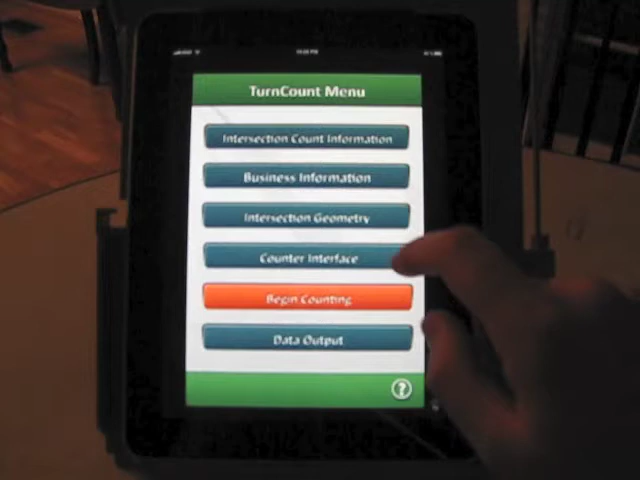 TurnCount Menu
Intersection Count Information
Business Information
Intersection Geometry
Counter Interface
Begin Counting
Data Output
?